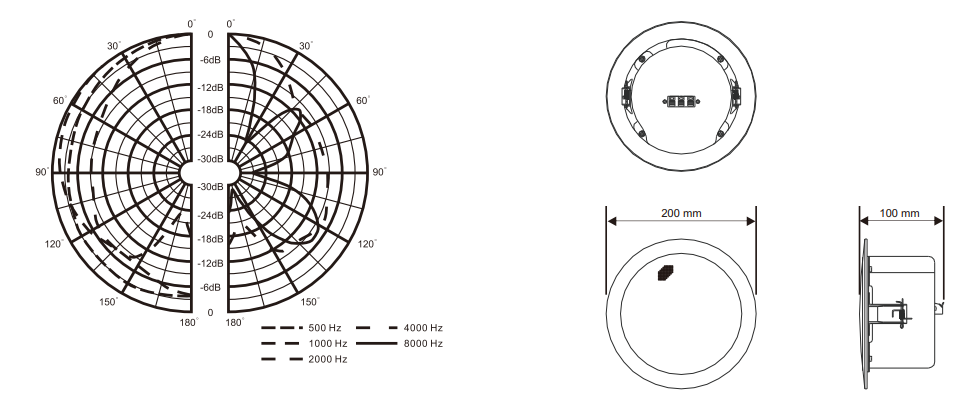 0° 0°
30° 0 30°
-6dB
60° -12dB 60°
-18dB
-24dB
-30dB
90° 90°
-30dB
-24dB
120° -18dB 120°
-12dB
150° -6dB 150°
0
180° 180°
500 Hz 4000 Hz
1000 Hz 8000 Hz
2000 Hz
200 mm 100 mm